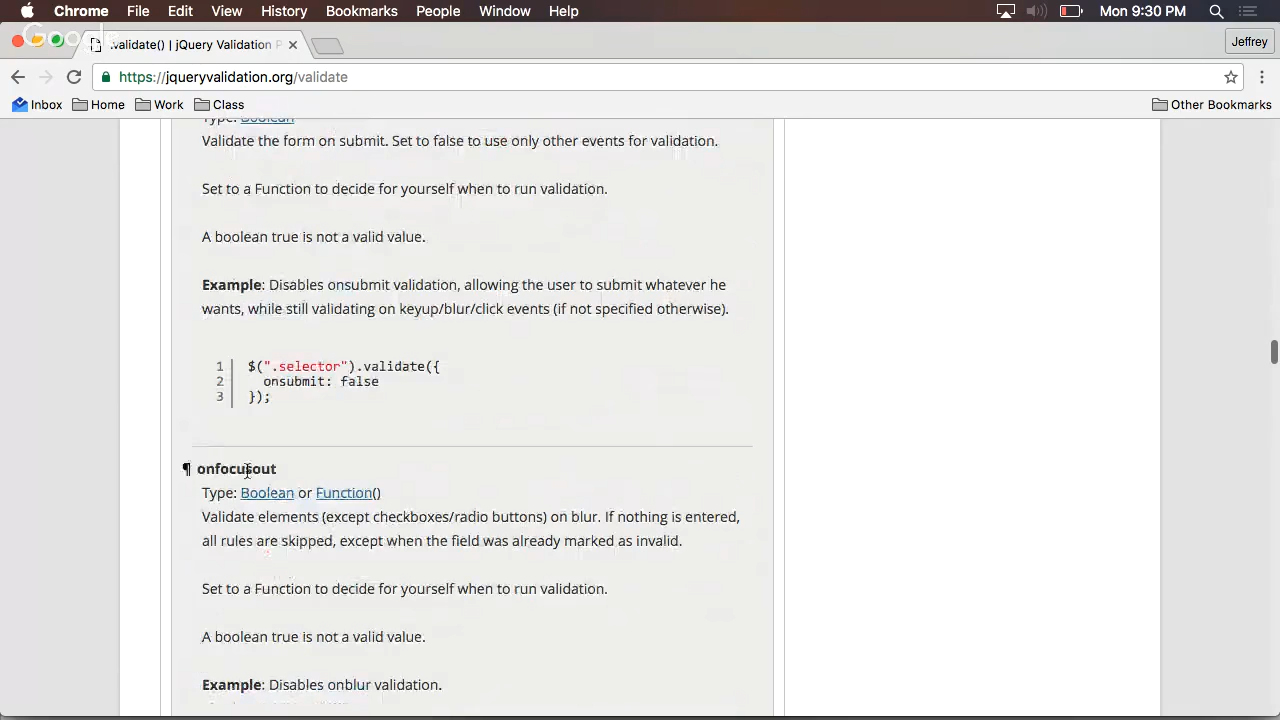 Chrome File Edit View History Bookmarks People Window Help Mon 9:30 PM
Google
.validate() | jQuery Validation P
Jeffrey
https://jqueryvalidation.org/validate
Inbox Home Work Class Other Bookmarks
Type: Boolean
Validate the form on submit. Set to false to use only other events for validation.
Set to a Function to decide for yourself when to run validation.
A boolean true is not a valid value.
Example: Disables onsubmit validation, allowing the user to submit whatever he
wants, while still validating on keyup/blur/click events (if not specified otherwise).
1 $(".selector").validate({
2 onsubmit: false
3 });
¶ onfocusout
Type: Boolean or Function()
Validate elements (except checkboxes/radio buttons) on blur. If nothing is entered,
all rules are skipped, except when the field was already marked as invalid.
Set to a Function to decide for yourself when to run validation.
A boolean true is not a valid value.
Example: Disables onblur validation.